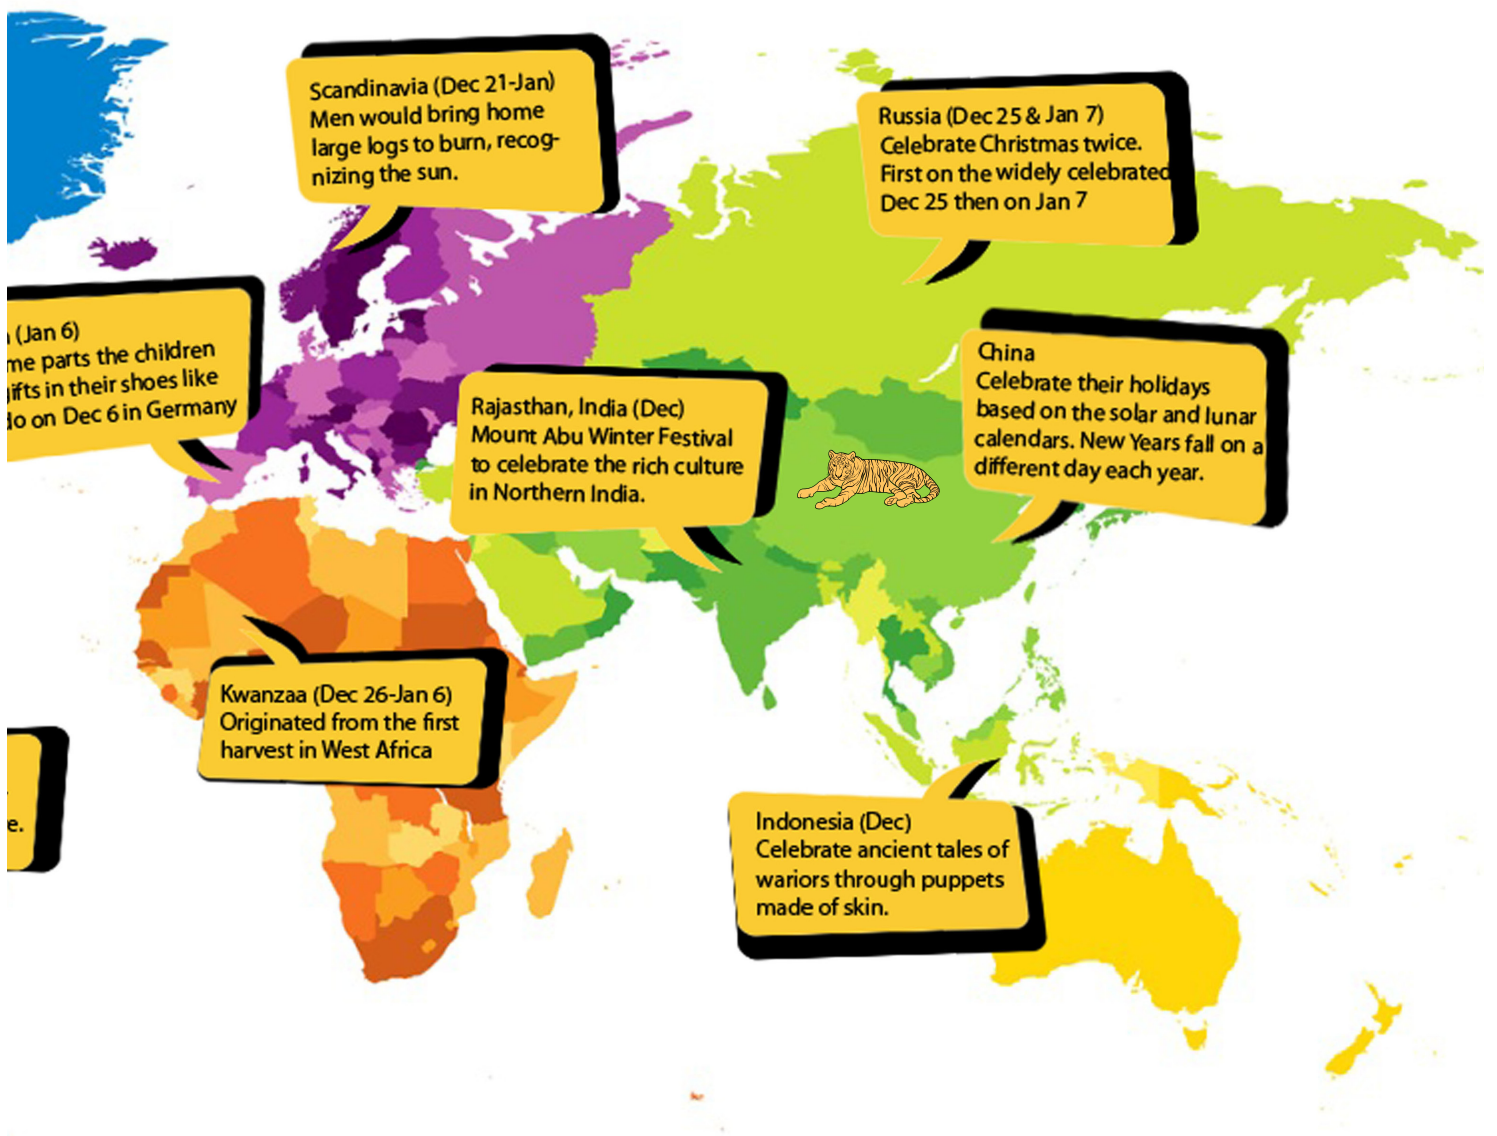 Scandinavia (Dec 21-Jan)
Men would bring home
large logs to burn, recog-
nizing the sun.
Russia (Dec 25 & Jan 7)
Celebrate Christmas twice.
First on the widely celebrated
Dec 25 then on Jan 7
(Jan 6)
me parts the children
ifts in their shoes like
do on Dec 6 in Germany
Rajasthan, India (Dec)
Mount Abu Winter Festival
to celebrate the rich culture
in Northern India.
China
Celebrate their holidays
based on the solar and lunar
calendars. New Years fall on a
different day each year.
Kwanzaa (Dec 26-Jan 6)
Originated from the first
harvest in West Africa
e.
Indonesia (Dec)
Celebrate ancient tales of
wariors through puppets
made of skin.